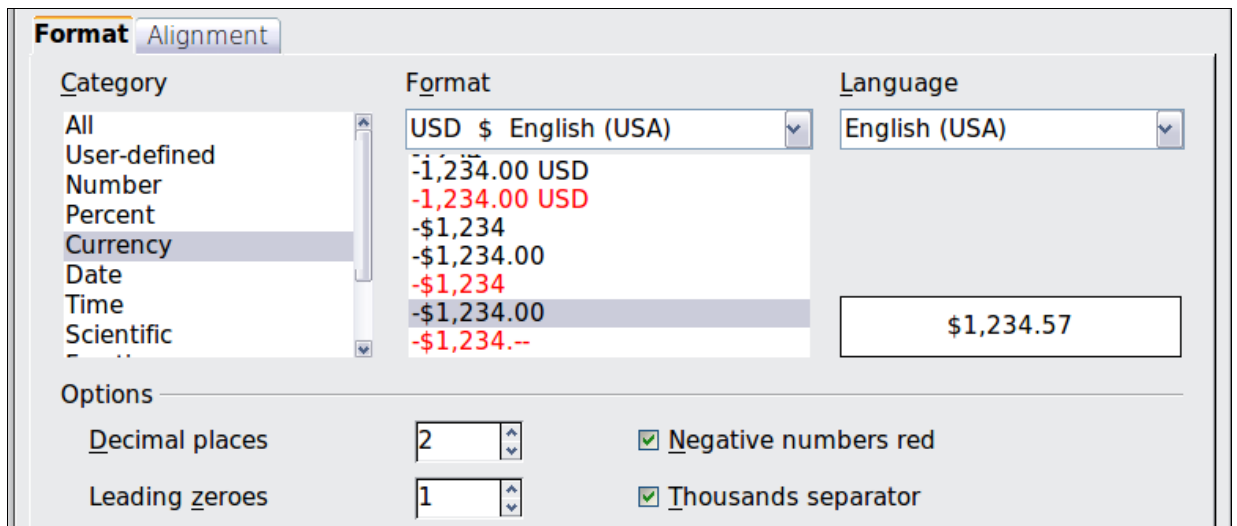 Format Alignment
Category
All
User-defined
Number
Percent
Currency
Date
Time
Scientific
Format
USD $ English (USA)
-1,234.00 USD
-1,234.00 USD
-$1,234
-$1,234.00
-$1,234
-$1,234.00
-$1,234.--
Language
English (USA)
$1,234.57
Options
Decimal places 2
Negative numbers red
Leading zeroes 1
Thousands separator